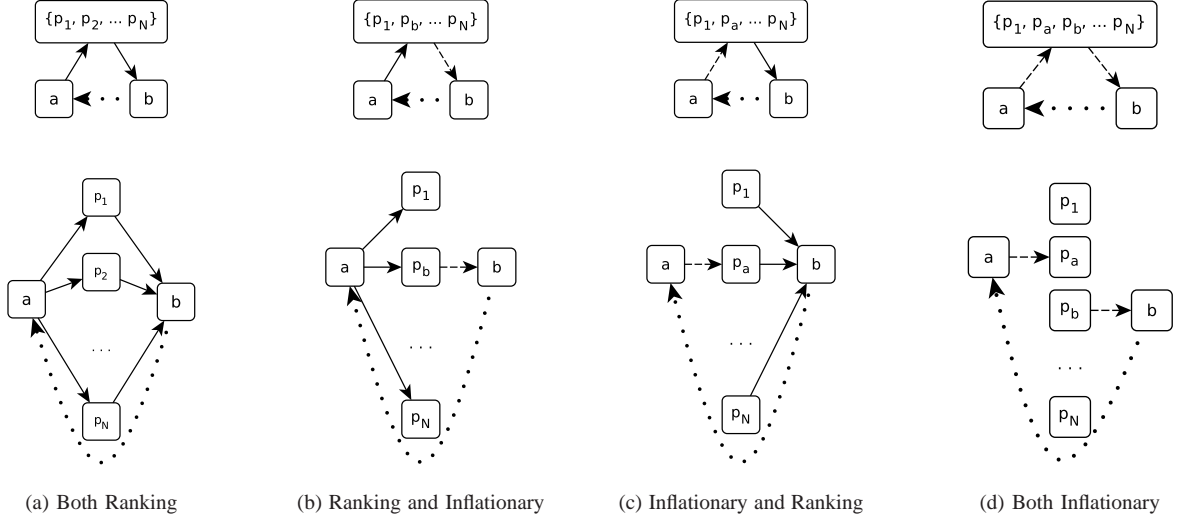 {p1, p2, ... pN}
a
b
{p1, pb, ... pN}
a
b
{p1, pa, ... pN}
a
b
{p1, pa, pb, ... pN}
a
b
p1
p2
a
b
...
pN
p1
a
pb
b
...
pN
p1
a
pa
b
...
pN
p1
a
pa
pb
b
...
pN
(a) Both Ranking
(b) Ranking and Inflationary
(c) Inflationary and Ranking
(d) Both Inflationary